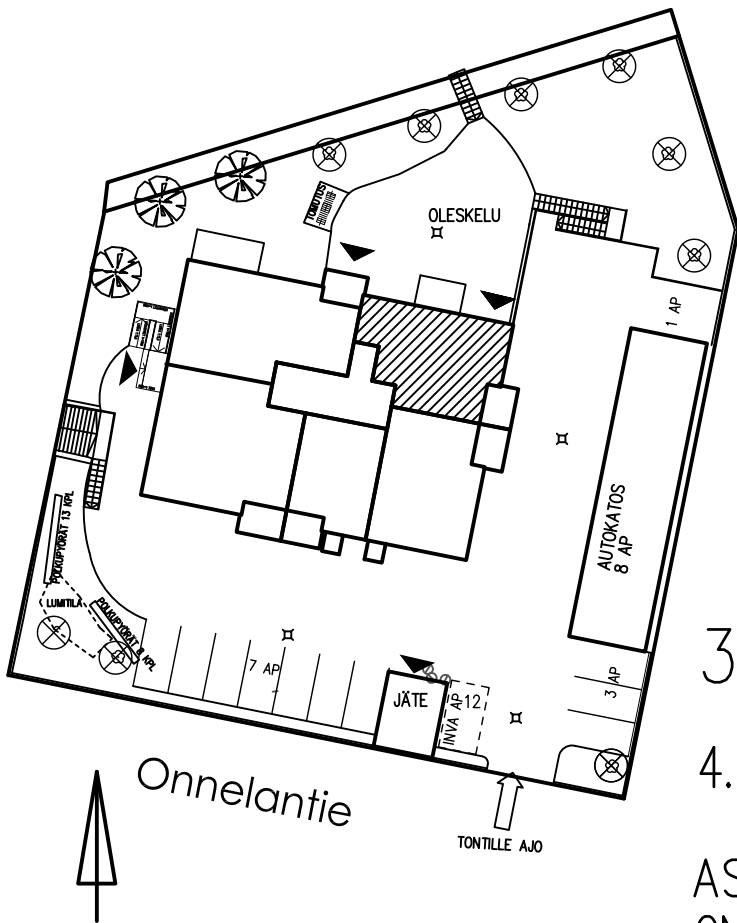 TOMUTUS
OLESKELU
1 AP
AUTOKATOS
8 AP
POLKUPYÖRÄT 13 KPL
LUMITILA
POLKUPYÖRÄT 8 KPL
7 AP
JÄTE
INVA AP 12
3 AP
3
4.
Onnelantie
TONTILLE AJO
AS